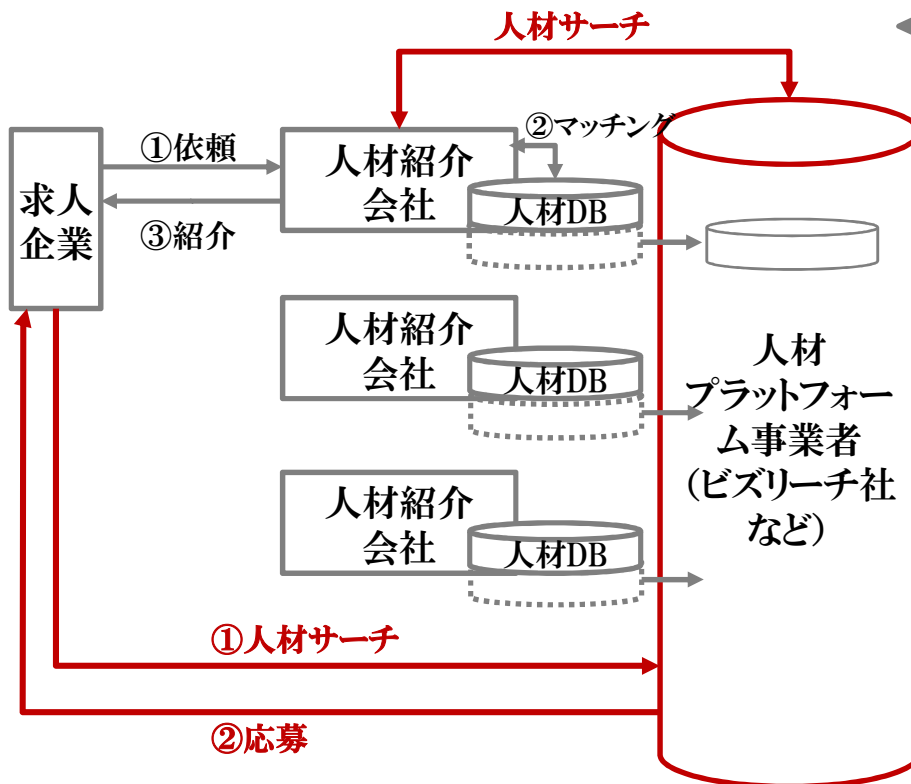 人材サーチ
②マッチング
①依頼
人材紹介
会社
人材DB
求人
企業
③紹介
人材紹介
会社
人材DB
人材
プラットフォー
ム事業者
(ビズリーチ社
など)
人材紹介
会社
人材DB
①人材サーチ
②応募